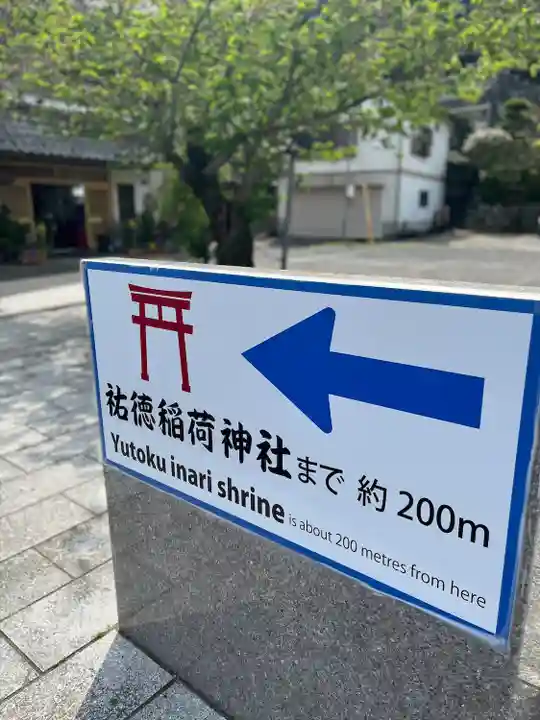 祐徳稲荷神社まで 約 200m
Yutoku inari shrine is about 200 metres from here